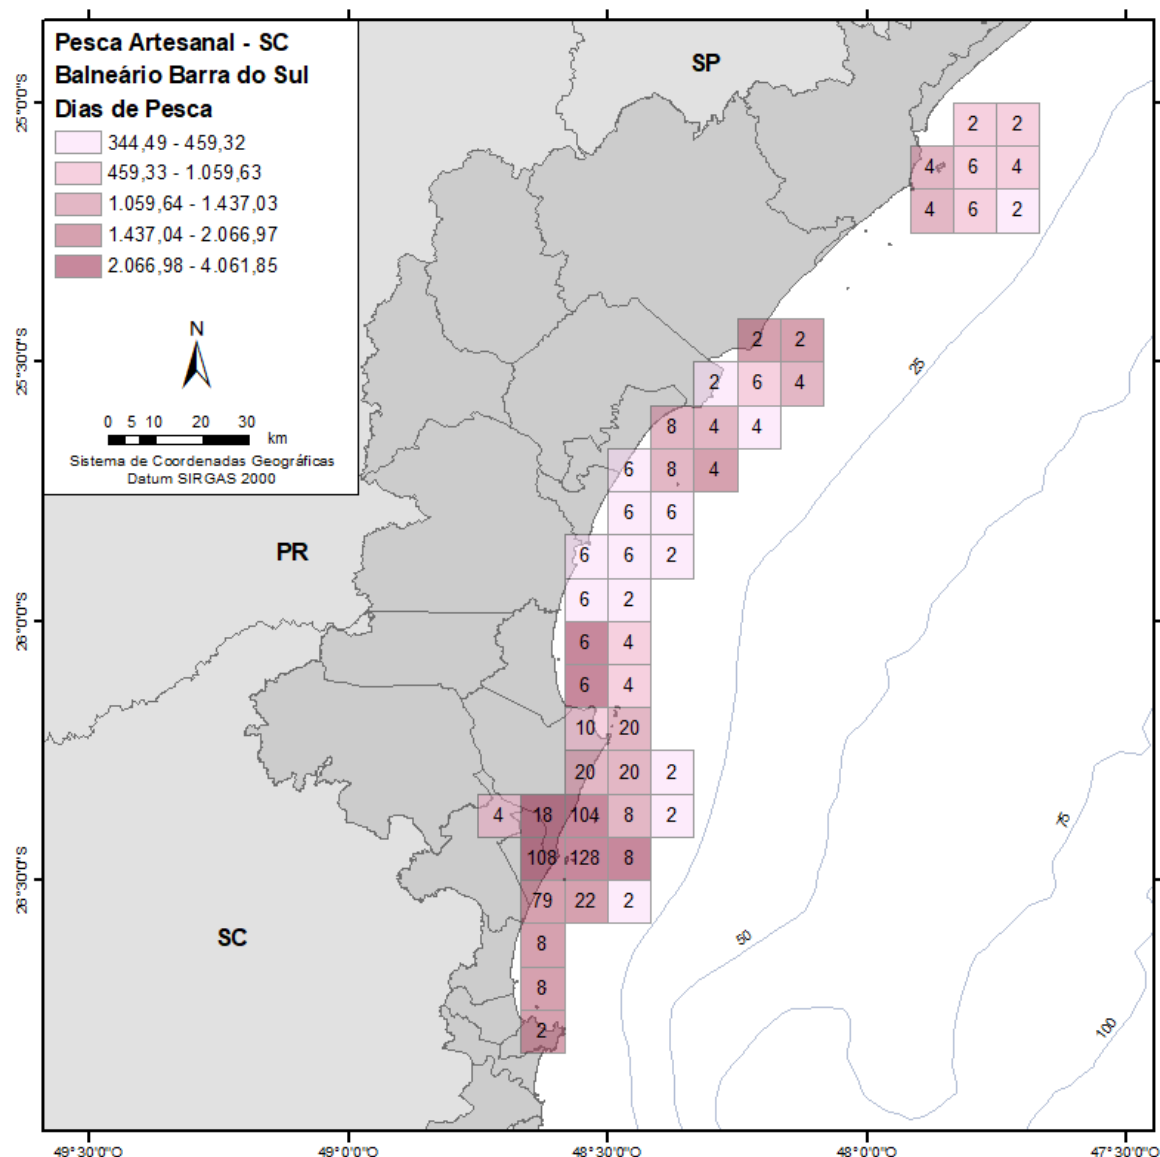 Pesca Artesanal - SC
Balneário Barra do Sul
Dias de Pesca
344,49 - 459,32
459,33 - 1.059,63
1.059,64 - 1.437,03
1.437,04 - 2.066,97
2.066,98 - 4.061,85
N
0 5 10 20 30 km
Sistema de Coordenadas Geográficas
Datum SIRGAS 2000
SP
PR
SC
25°0'0"S
25°30'0"S
26°0'0"S
26°30'0"S
2 2
4 6 4
4 6 2
2 2
2 6 4
8 4 4
6 8 4
6 6
6 6 2
6 2
6 4
6 4
10 20
20 20 2
4 18 104 8 2
108 128 8
79 22 2
8
8
2
25
50
75
100
49°30'0"O 49°0'0"O 48°30'0"O 48°0'0"O 47°30'0"O